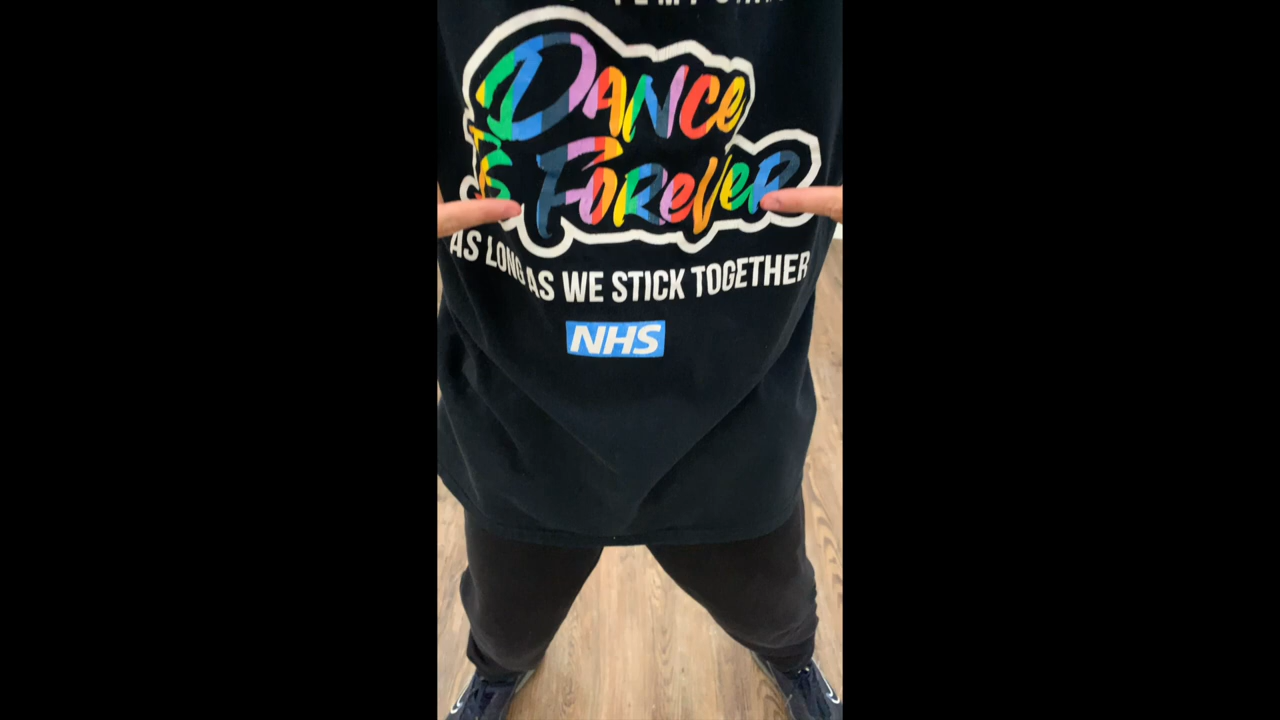 DANCE
IS FOREVER
AS LONG AS WE STICK TOGETHER
NHS